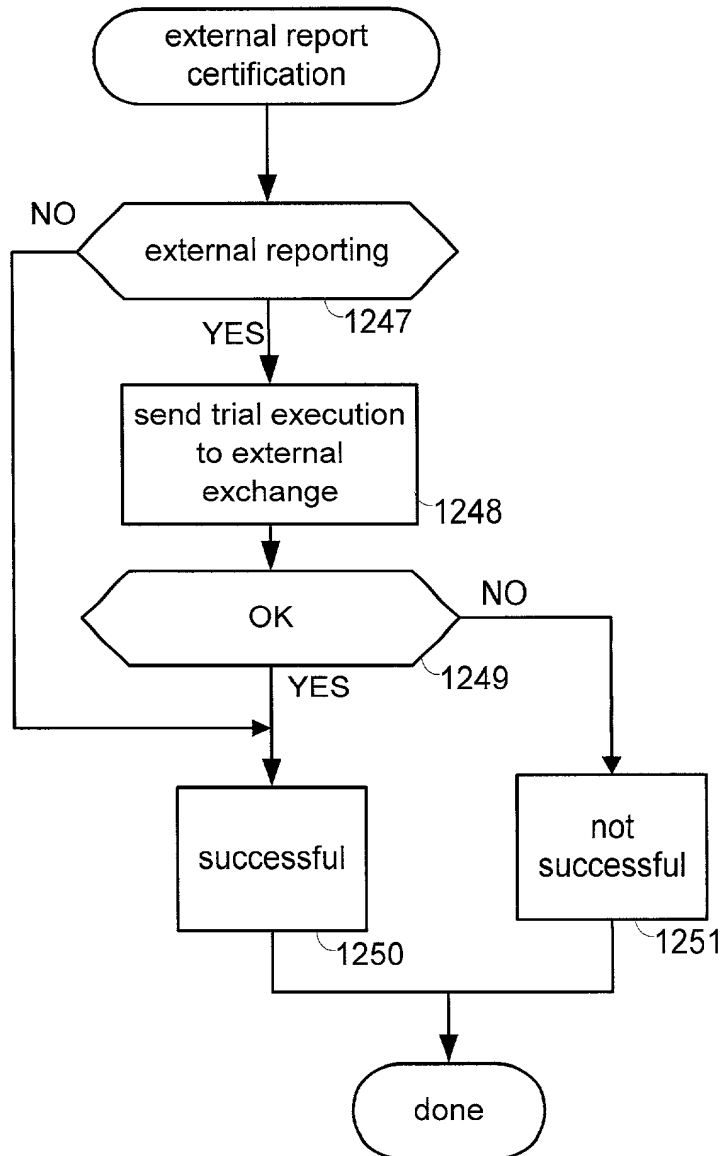 external report
certification
NO
external reporting
1247
YES
send trial execution
to external
exchange
1248
OK
NO
1249
YES
successful
not
successful
1250
1251
done